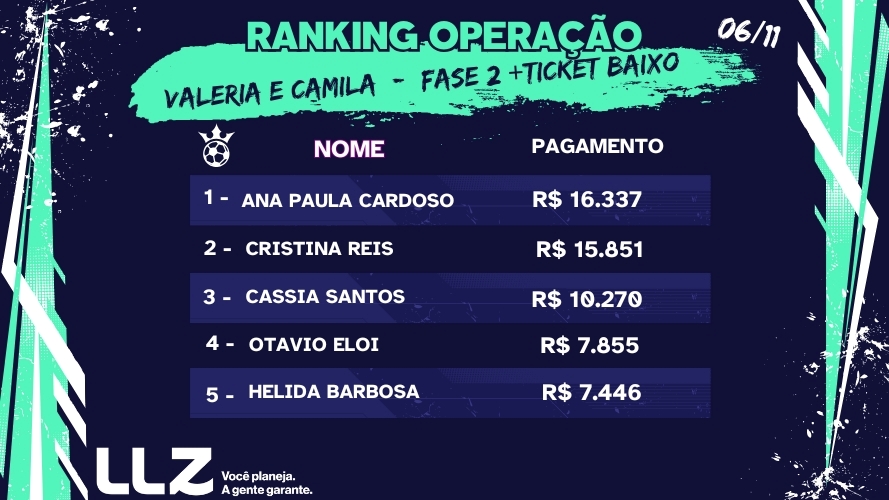 RANKING OPERAÇÃO
06/11
VALERIA E CAMILA - FASE 2 +TICKET BAIXO
NOME PAGAMENTO
1 - ANA PAULA CARDOSO R$ 16.337
2 - CRISTINA REIS R$ 15.851
3 - CASSIA SANTOS R$ 10.270
4 - OTAVIO ELOI R$ 7.855
5 - HELIDA BARBOSA R$ 7.446
LLZ
Você planeja.
A gente garante.